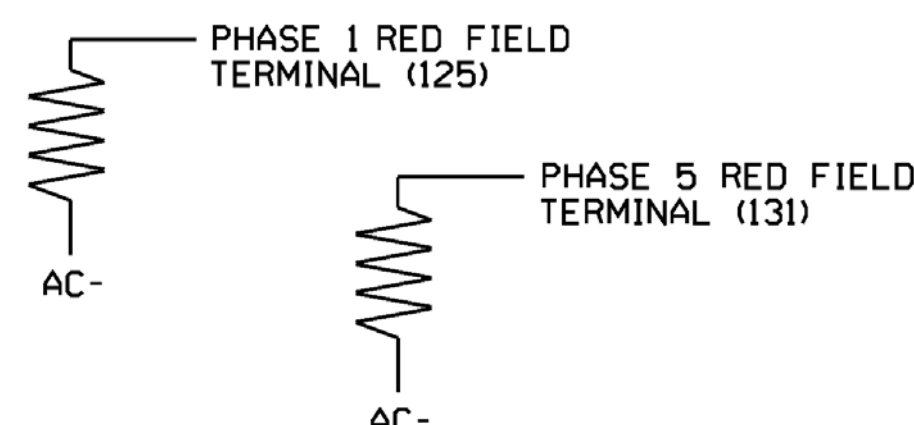 PHASE 1 RED FIELD
TERMINAL (125)
AC-
PHASE 5 RED FIELD
TERMINAL (131)
AC-